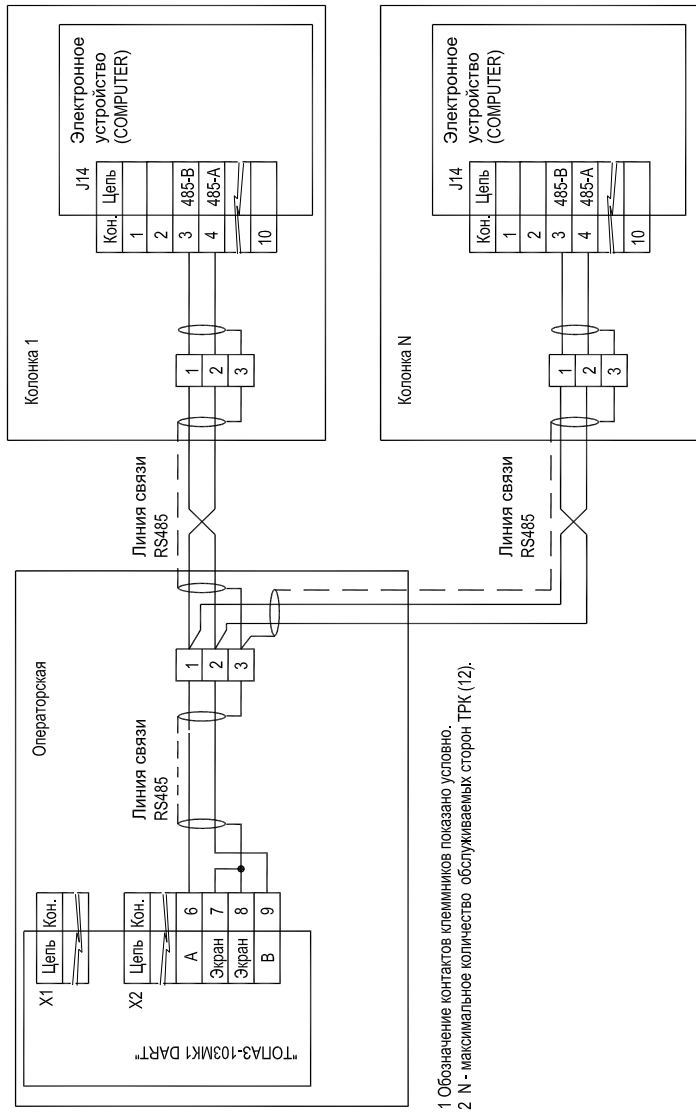 Операторская
"ТОПАЗ-103МК1 DART"
X1
Цепь Кон.
X2
Цепь Кон.
A 6
Экран 7
Экран 8
B 9
Линия связи
RS485
1
2
3
Линия связи
RS485
Колонка 1
1
2
3
J14
Кон. Цепь
1
2
3 485-B
4 485-A
10
Электронное
устройство
(COMPUTER)
Линия связи
RS485
Колонка N
1
2
3
J14
Кон. Цепь
1
2
3 485-B
4 485-A
10
Электронное
устройство
(COMPUTER)
1 Обозначение контактов клеммников показано условно.
2 N - максимальное количество обслуживаемых сторон ТРК (12).